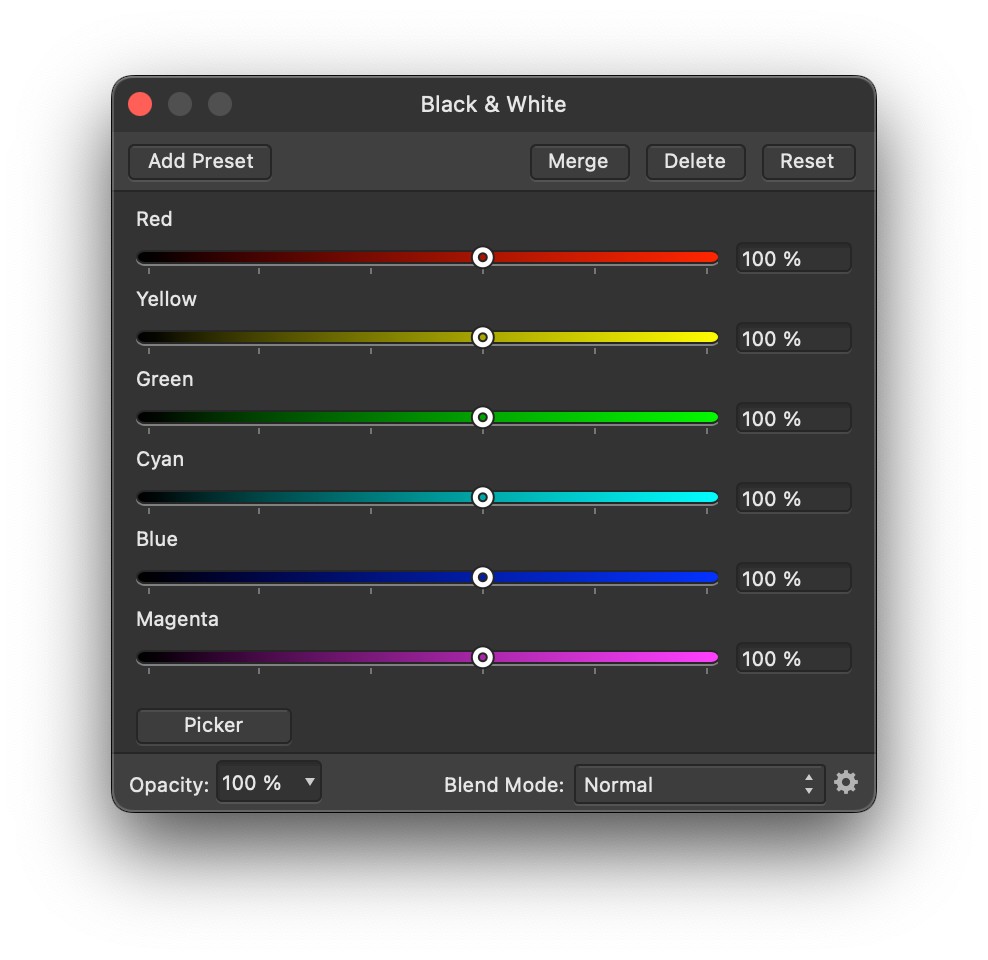 Black & White
Add Preset Merge Delete Reset
Red
100 %
Yellow
100 %
Green
100 %
Cyan
100 %
Blue
100 %
Magenta
100 %
Picker
Opacity: 100 % Blend Mode: Normal